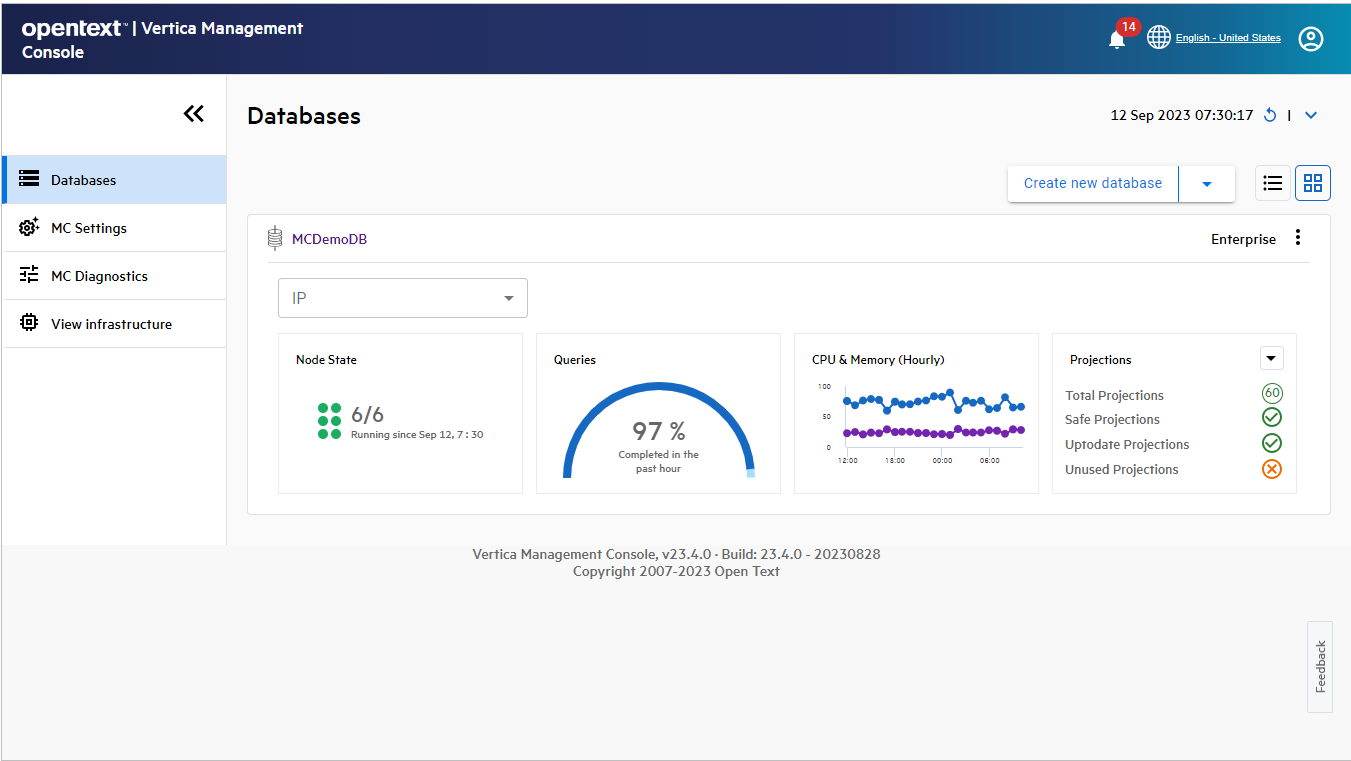 opentext™ | Vertica Management
Console
14
English - United States
Databases
12 Sep 2023 07:30:17
Databases
MC Settings
MC Diagnostics
View infrastructure
Create new database
MCDemoDB
Enterprise
IP
Node State
6/6
Running since Sep 12, 7 : 30
Queries
97 %
Completed in the
past hour
CPU & Memory (Hourly)
100
50
0
12:00 18:00 00:00 06:00
Projections
Total Projections 60
Safe Projections
Uptodate Projections
Unused Projections
Vertica Management Console, v23.4.0 · Build: 23.4.0 - 20230828
Copyright 2007-2023 Open Text
Feedback